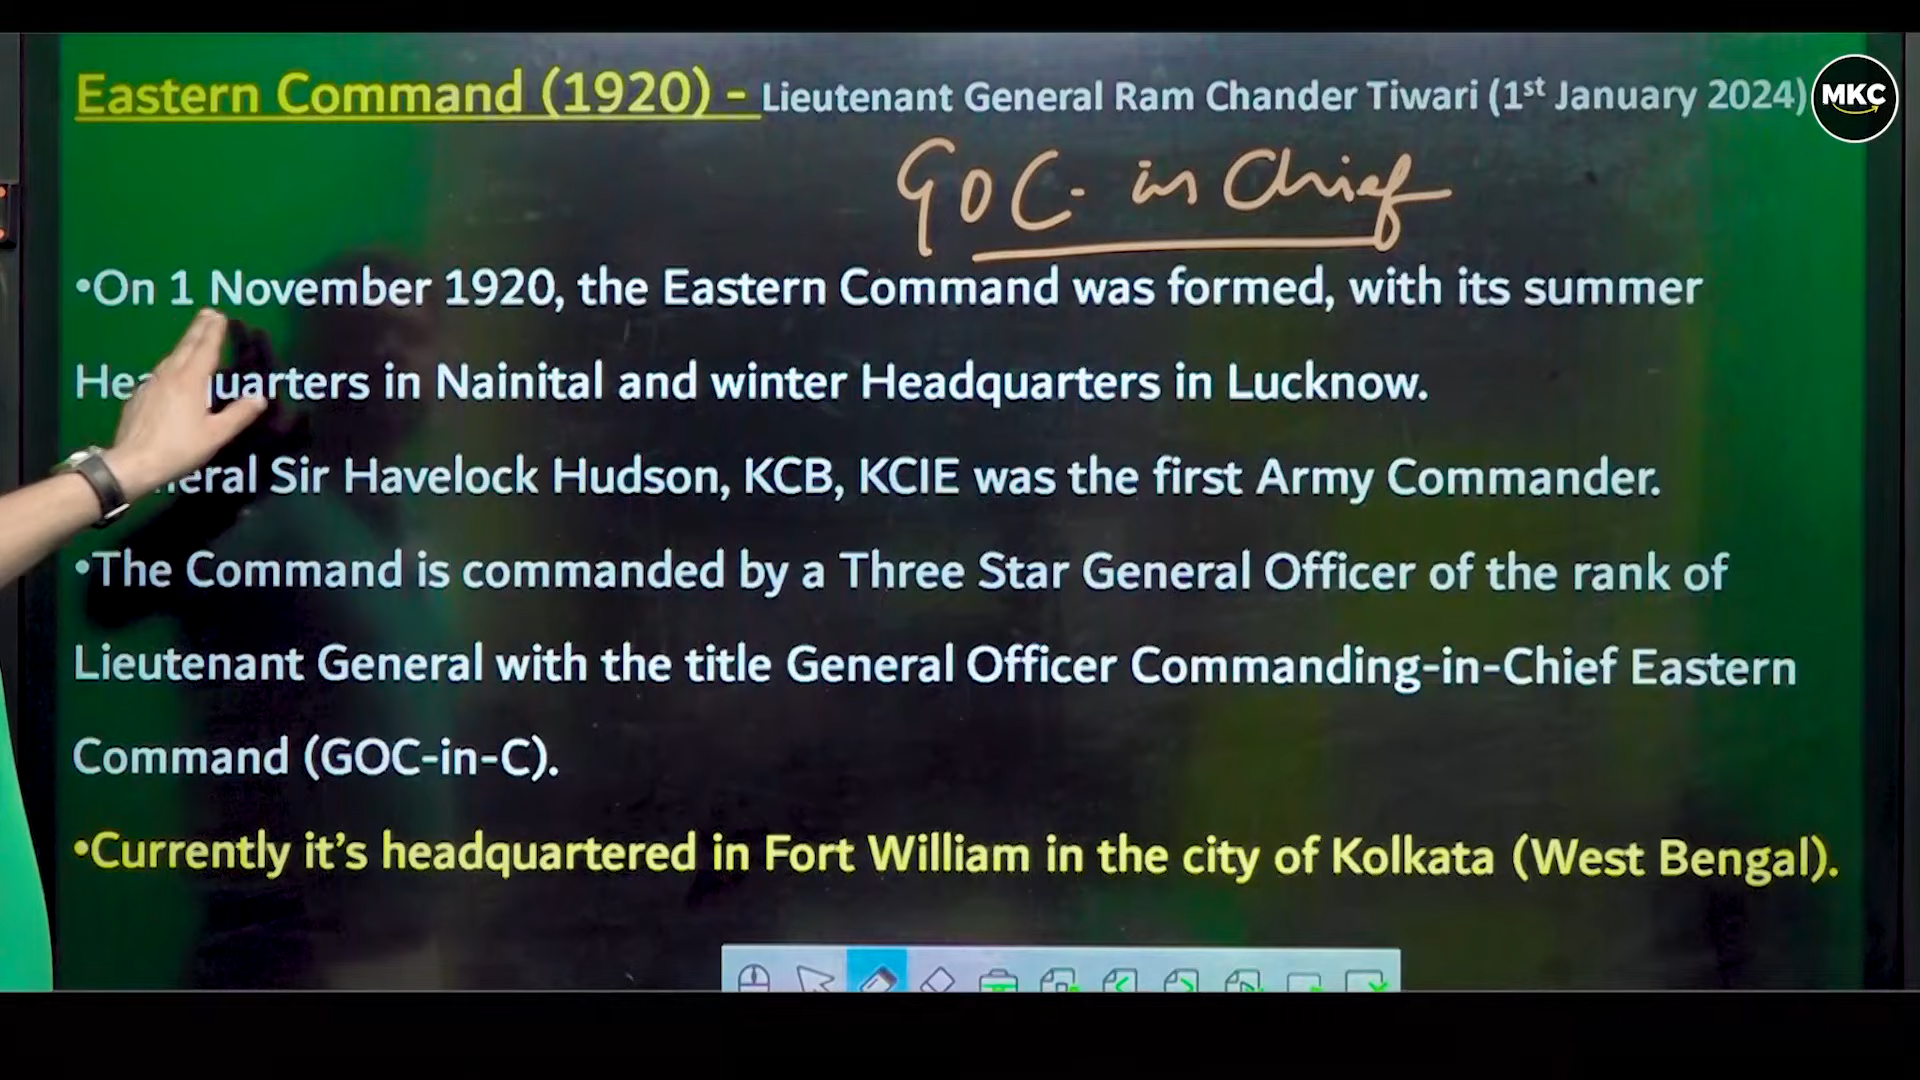 Eastern Command (1920) - Lieutenant General Ram Chander Tiwari (1st January 2024)
MKC
GOC- in Chief
•On 1 November 1920, the Eastern Command was formed, with its summer
quarters in Nainital and winter Headquarters in Lucknow.
Sir Havelock Hudson, KCB, KCIE was the first Army Commander.
•The Command is commanded by a Three Star General Officer of the rank of
Lieutenant General with the title General Officer Commanding-in-Chief Eastern
Command (GOC-in-C).
•Currently it's headquartered in Fort William in the city of Kolkata (West Bengal).